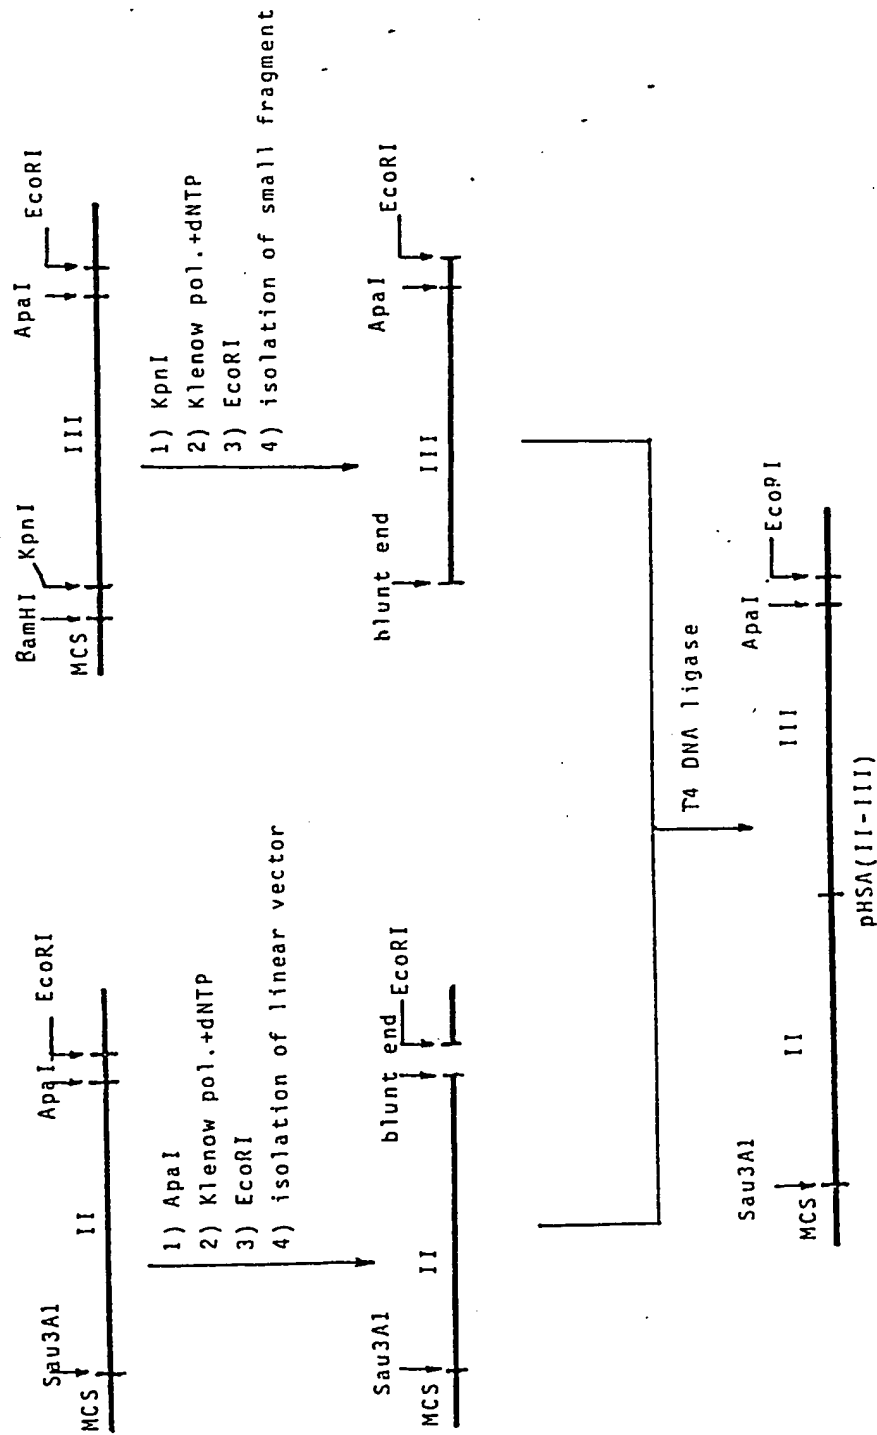 Sau3A1
MCS
II
ApaI
EcoRI
1) ApaI
2) Klenow pol.+dNTP
3) EcoRI
4) isolation of linear vector
Sau3A1
MCS
II
blunt end
EcoRI
BamHI
KpnI
MCS
III
ApaI
EcoRI
1) KpnI
2) Klenow pol.+dNTP
3) EcoRI
4) isolation of small fragment
blunt end
III
ApaI
EcoRI
T4 DNA ligase
Sau3A1
MCS
II
III
ApaI
EcoRI
pHSA(II-III)